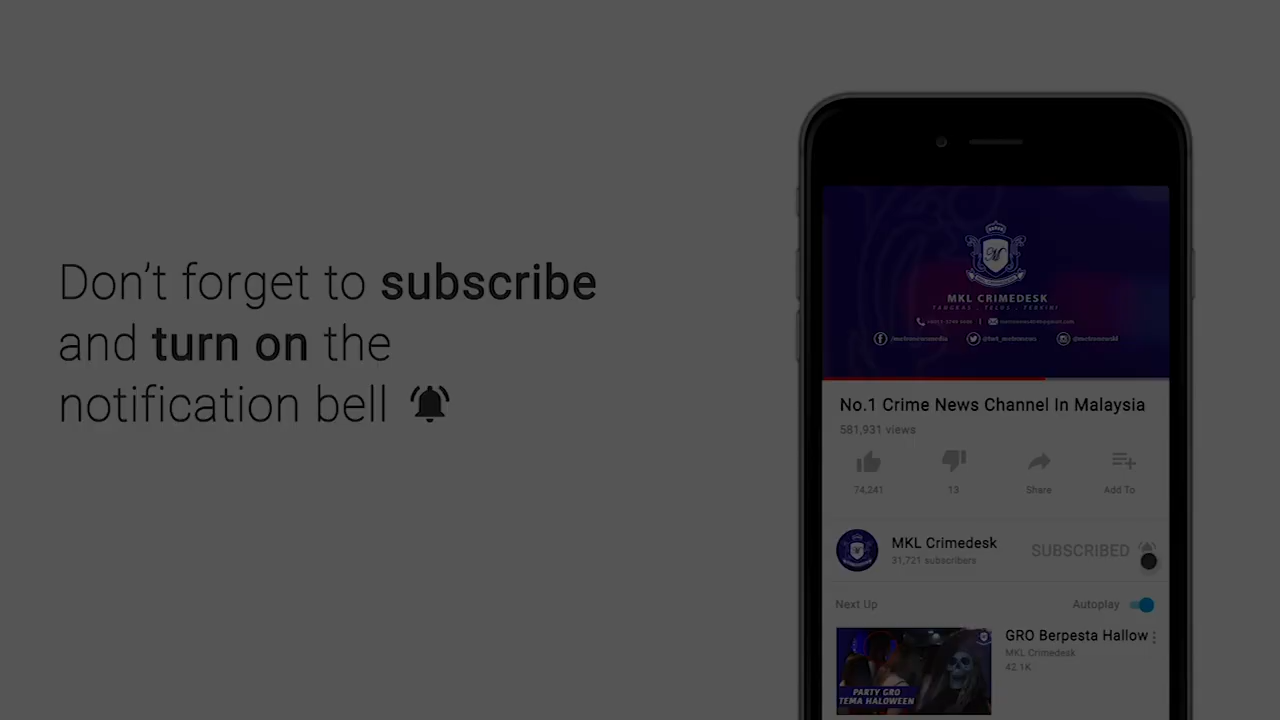 Don't forget to subscribe
and turn on the
notification bell
MKL CRIMEDESK
/metronewsmedia
@metronewskl
No.1 Crime News Channel In Malaysia
581,931 views
74,241
13
Share
Add To
MKL Crimedesk
31,721 subscribers
SUBSCRIBED
Next Up
Autoplay
PARTY GRO
TEMA HALOWEEN
GRO Berpesta Hallow
MKL Crimedesk
42.1K